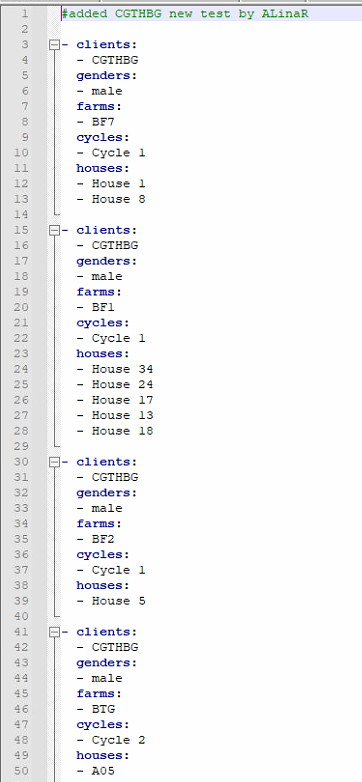 1 #added CGTHBG new test by ALinaR
2
3 - clients:
4 - CGTHBG
5 genders:
6 - male
7 farms:
8 - BF7
9 cycles:
10 - Cycle 1
11 houses:
12 - House 1
13 - House 8
14
15 - clients:
16 - CGTHBG
17 genders:
18 - male
19 farms:
20 - BF1
21 cycles:
22 - Cycle 1
23 houses:
24 - House 34
25 - House 24
26 - House 17
27 - House 13
28 - House 18
29
30 - clients:
31 - CGTHBG
32 genders:
33 - male
34 farms:
35 - BF2
36 cycles:
37 - Cycle 1
38 houses:
39 - House 5
40
41 - clients:
42 - CGTHBG
43 genders:
44 - male
45 farms:
46 - BTG
47 cycles:
48 - Cycle 2
49 houses:
50 - A05